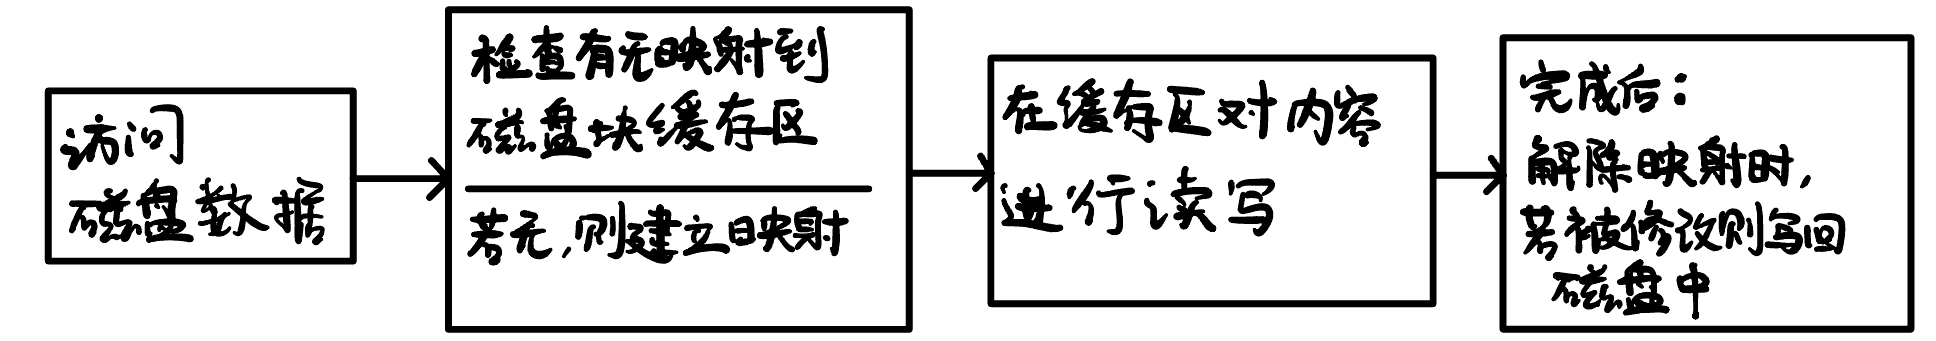 访问
磁盘数据
检查有无映射到
磁盘块缓存区
若无,则建立映射
在缓存区对内容
进行读写
完成后:
解除映射时,
若被修改则写回
磁盘中